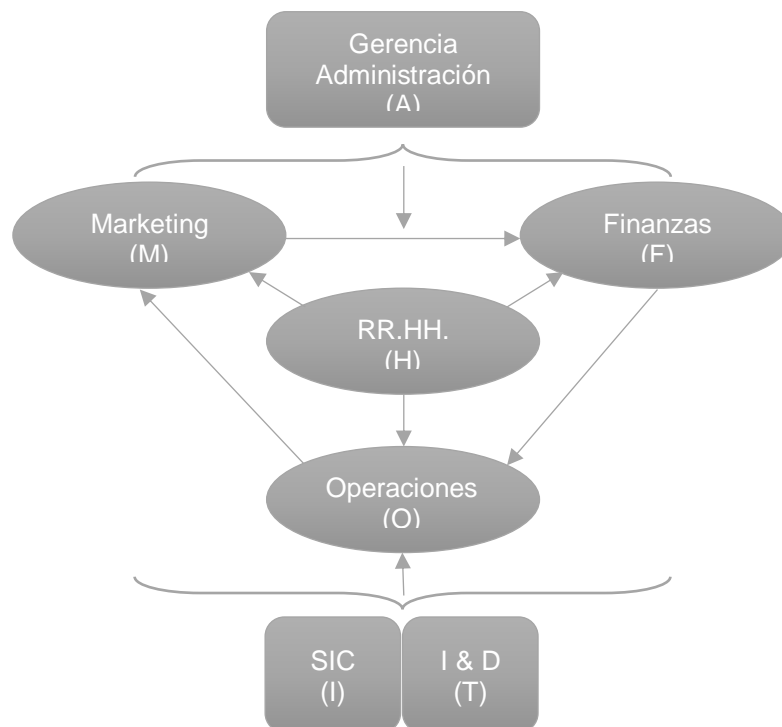 Gerencia
Administración
(A)
Marketing
(M)
Finanzas
(F)
RR.HH.
(H)
Operaciones
(O)
SIC
(I)
I & D
(T)